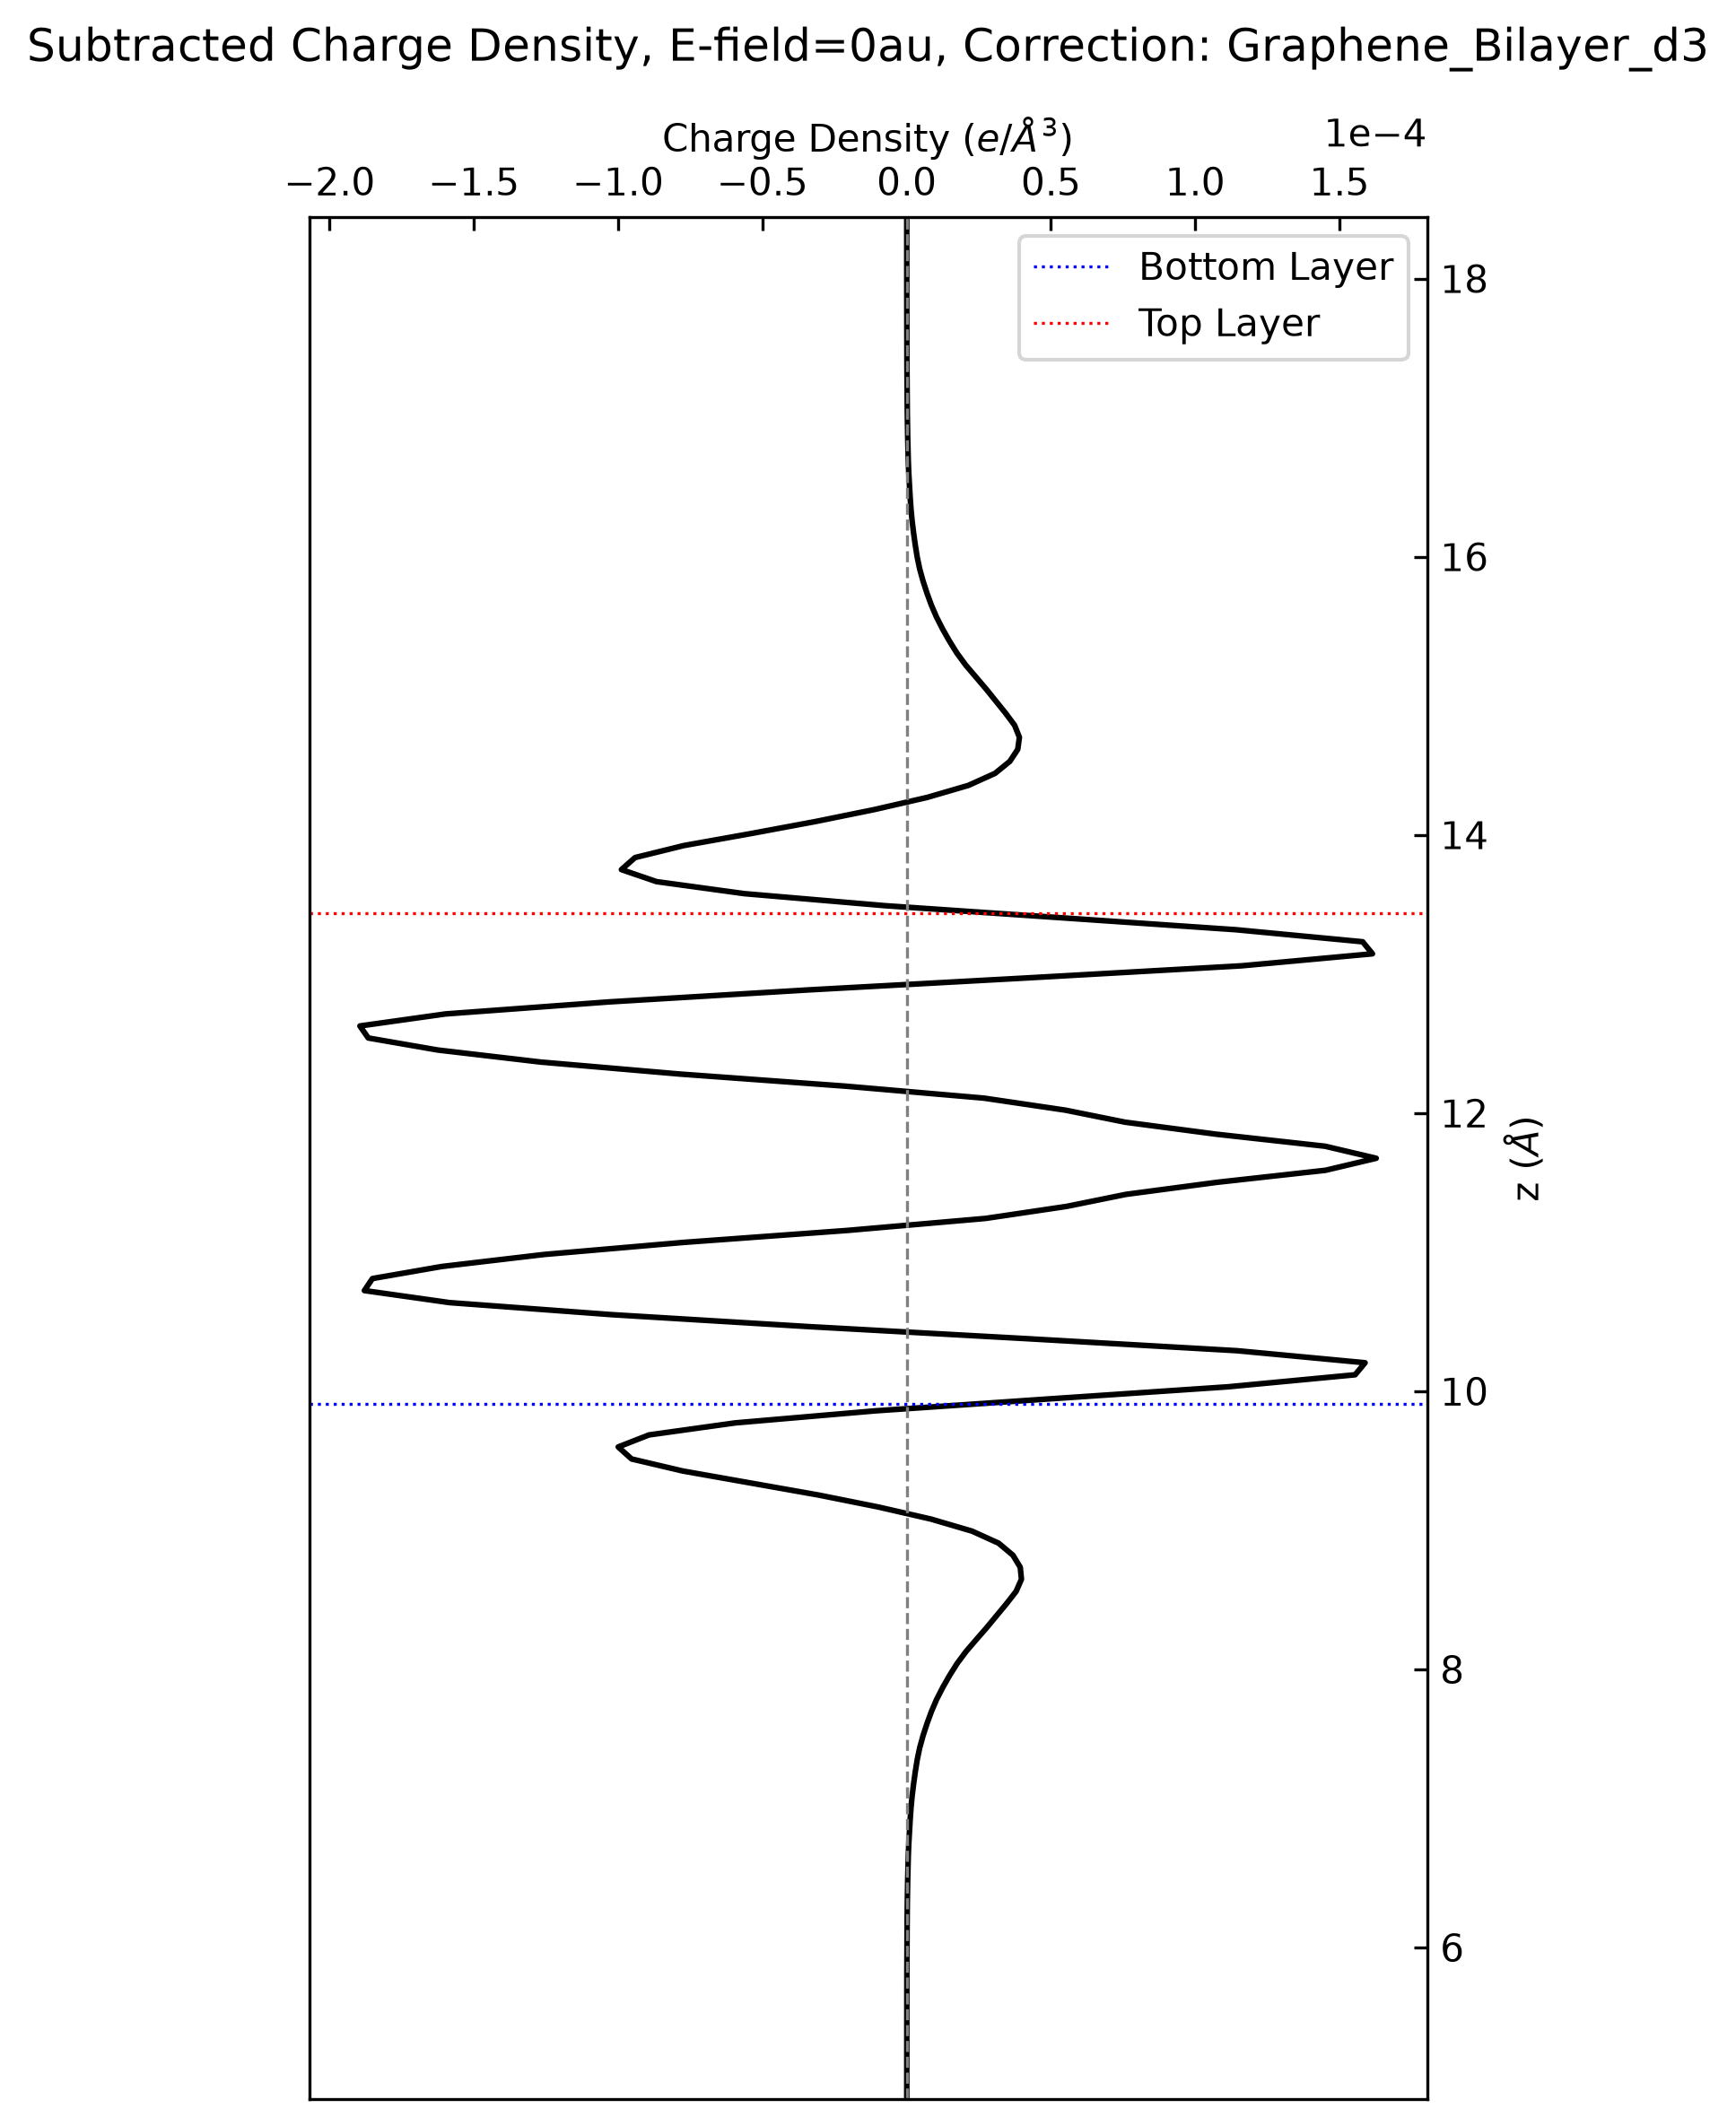 Subtracted Charge Density, E-field=0au, Correction: Graphene_Bilayer_d3
Charge Density (e/Å³)
1e−4
−2.0 −1.5 −1.0 −0.5 0.0 0.5 1.0 1.5
Bottom Layer
Top Layer
18
16
14
12
10
8
6
z (Å)